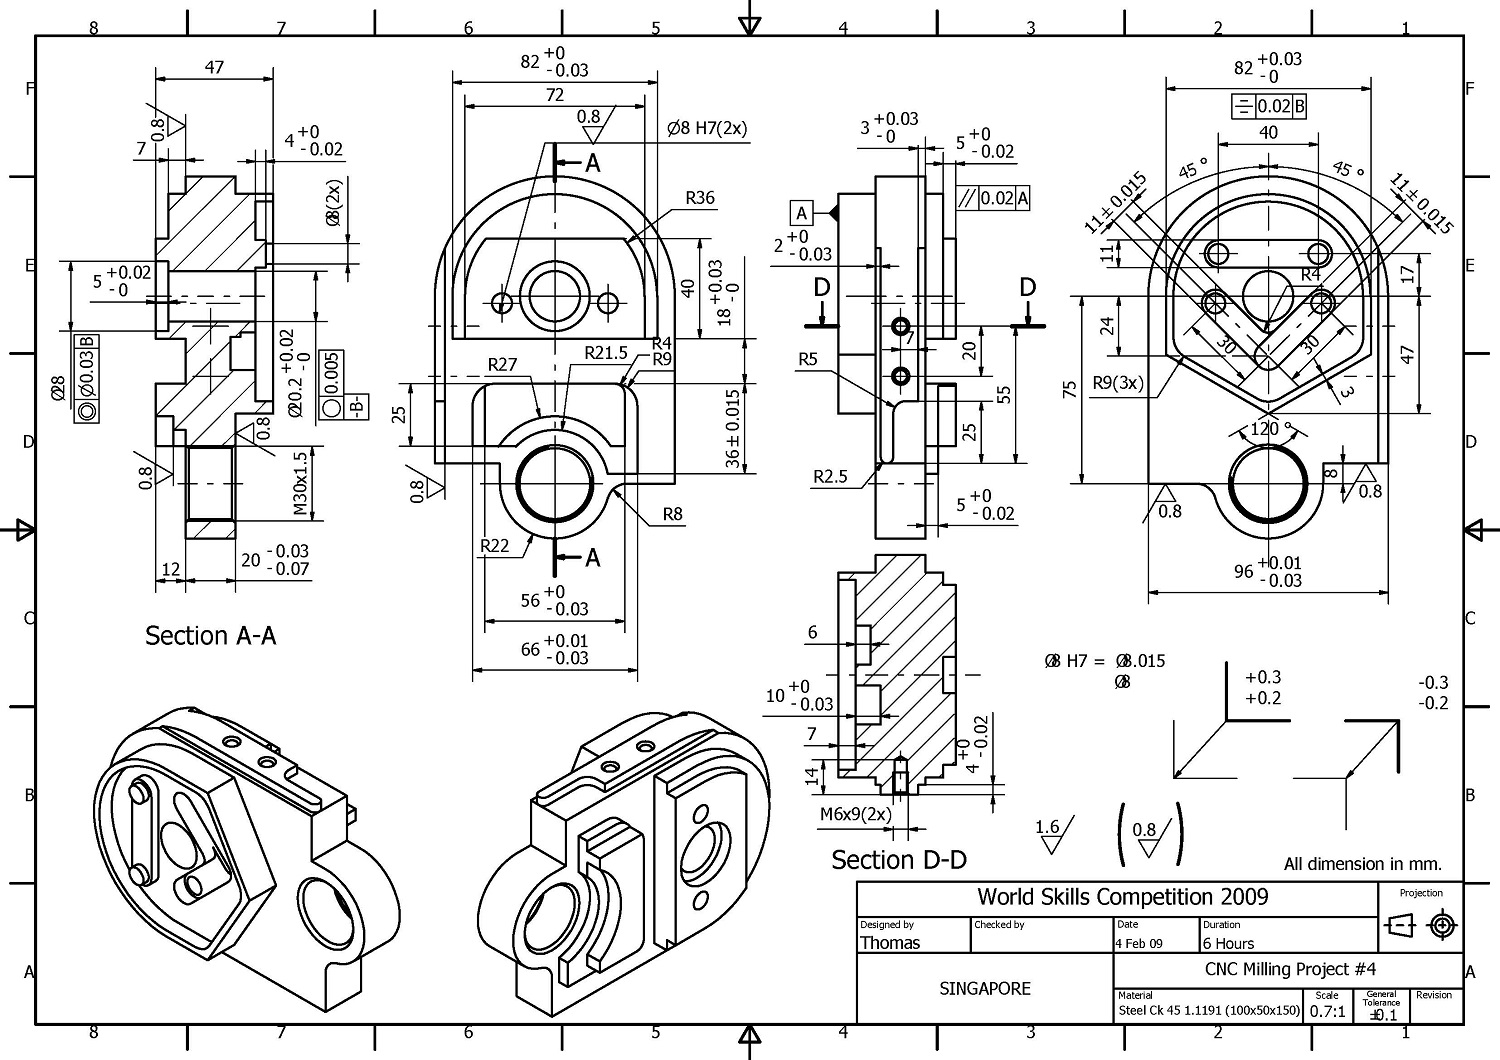 8 7 6 5 4 3 2 1
F
E
D
C
B
A
F
E
D
C
B
A
47
0.8
7
4 +0 -0.02
Ø8(2x)
5 +0.02 -0
Ø28
◎ Ø0.03 B
Ø20.2 +0.02 -0
○ 0.005
-B-
0.8
0.8
M30x1.5
12
20 -0.03 -0.07
Section A-A
82 +0 -0.03
72
0.8
Ø8 H7(2x)
A
R36
40
18 +0.03 -0
R4
R9
R21.5
R27
25
36±0.015
0.8
R8
R22
A
56 +0 -0.03
66 +0.01 -0.03
3 +0.03 -0
5 +0 -0.02
// 0.02 A
A
2 +0 -0.03
D
D
7
20
R5
55
25
R2.5
5 +0 -0.02
6
10 +0 -0.03
7
14
4 +0 -0.02
M6x9(2x)
Section D-D
82 +0.03 -0
⌯ 0.02 B
40
45°
45°
11±0.015
11±0.015
11
R4
17
24
30
30
47
75
R9(3x)
3
120°
8
0.8
0.8
96 +0.01 -0.03
Ø8 H7 = Ø8.015
Ø8
+0.3
+0.2
-0.3
-0.2
1.6
(0.8)
All dimension in mm.
World Skills Competition 2009
Projection
Designed by
Thomas
Checked by
Date
4 Feb 09
Duration
6 Hours
SINGAPORE
CNC Milling Project #4
Material
Steel Ck 45 1.1191 (100x50x150)
Scale
0.7:1
General
Tolerance
±0.1
Revision
8 7 6 5 4 3 2 1